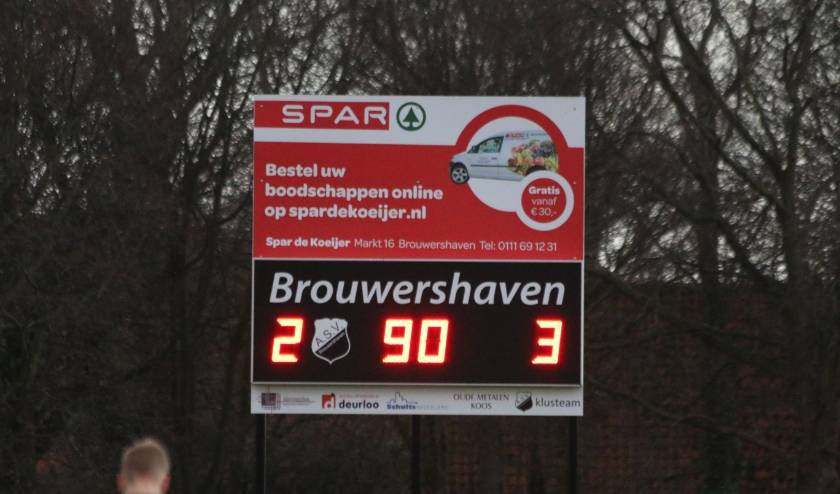 SPAR
Bestel uw
boodschappen online
op spardekoeijer.nl
Gratis
vanaf
€ 30,-
Spar de Koeijer Markt 16 Brouwershaven Tel: 0111 69 12 31
Brouwershaven
2 A.S.V. 90 3
deurloo
Schults NEDERLAND
OUDE METALEN
KOOS
klusteam